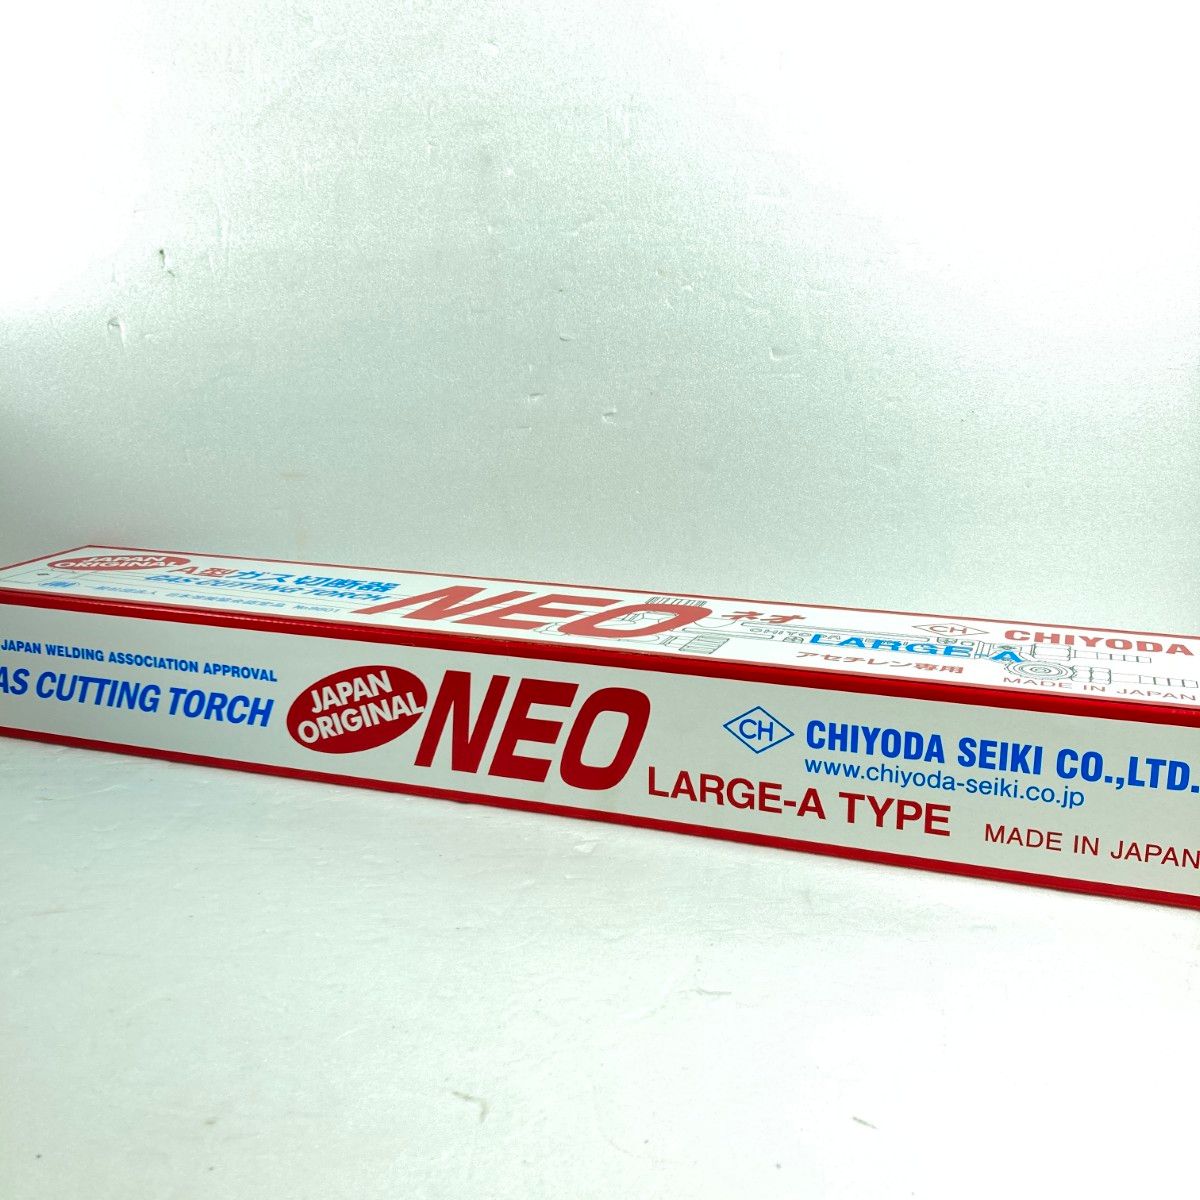 JAPAN
ORIGINAL
A型ガス切断器
GAS CUTTING TORCH
NEO
ネオ
CHIYODA
LARGE-A
アセチレン専用
CH
CHIYODA
MADE IN JAPAN
JAPAN WELDING ASSOCIATION APPROVAL
AS CUTTING TORCH
JAPAN
ORIGINAL
NEO
LARGE-A TYPE
CH
CHIYODA SEIKI CO.,LTD.
www.chiyoda-seiki.co.jp
MADE IN JAPAN